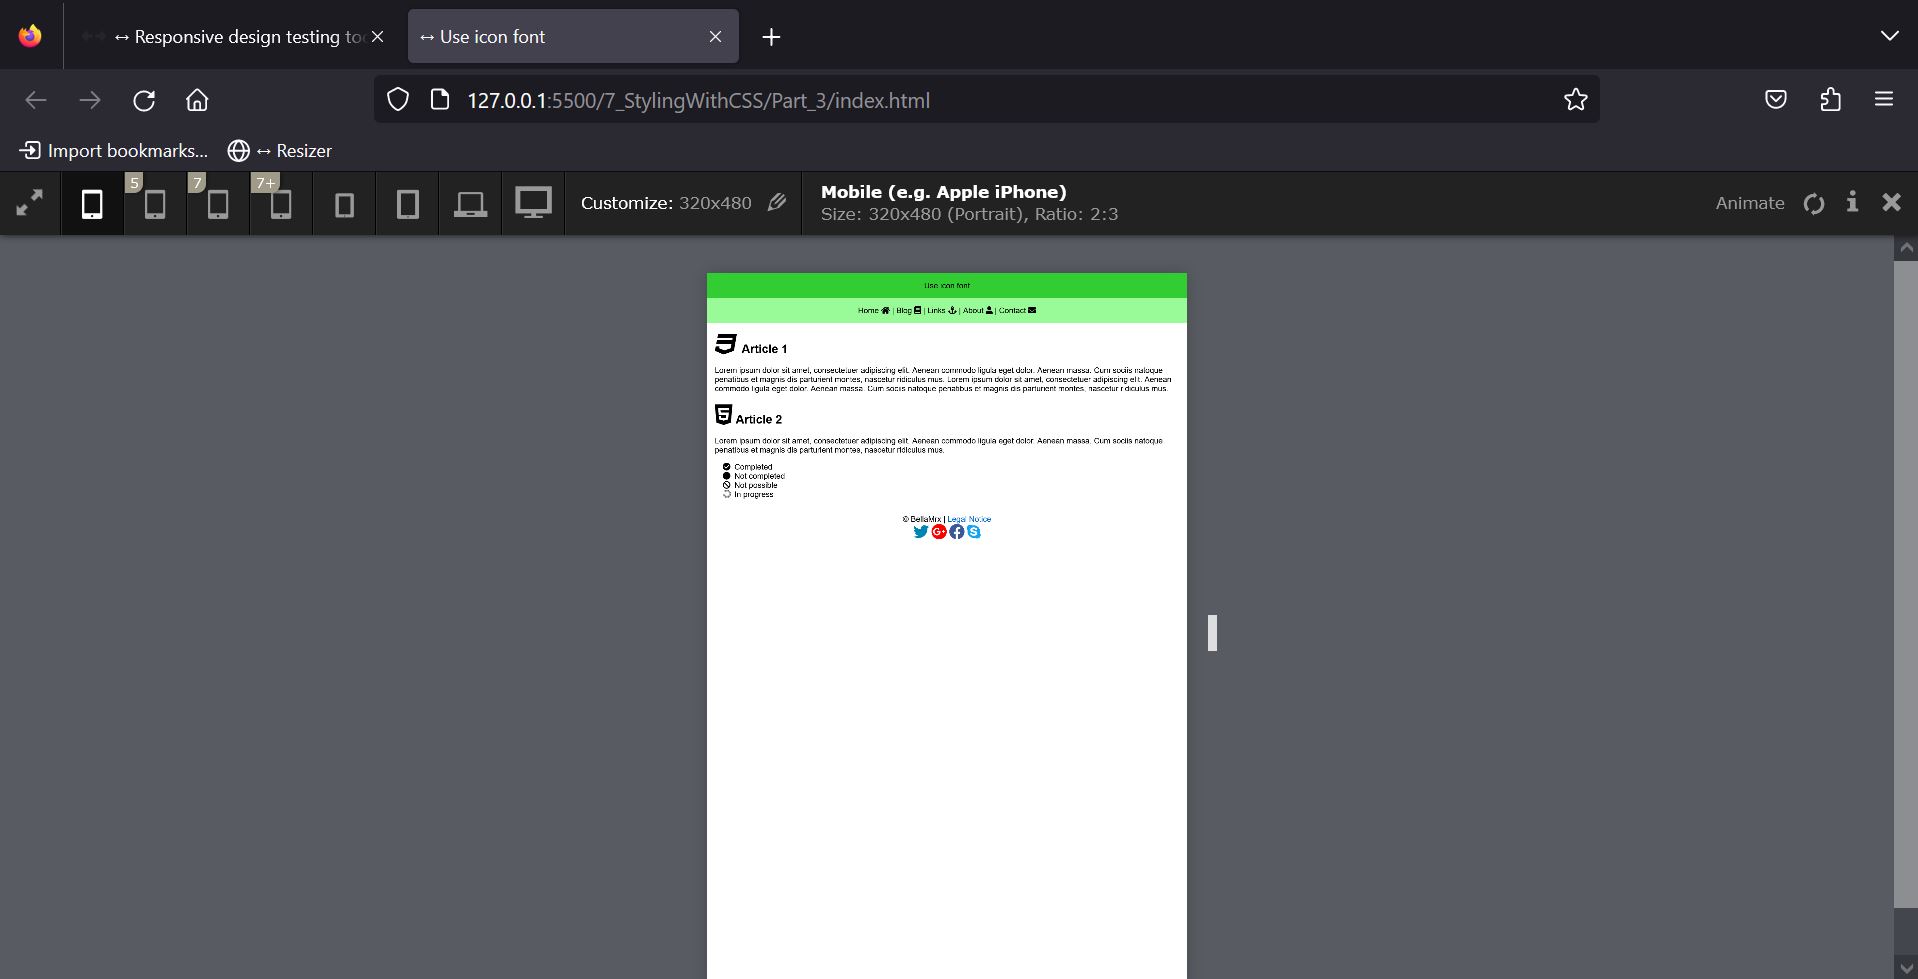 ↔ Responsive design testing to
↔ Use icon font
127.0.0.1:5500/7_StylingWithCSS/Part_3/index.html
Import bookmarks...
↔ Resizer
5
7
7+
Customize: 320x480
Mobile (e.g. Apple iPhone)
Size: 320x480 (Portrait), Ratio: 2:3
Animate
Use icon font
Home | Blog | Links | About | Contact
Article 1
Lorem ipsum dolor sit amet, consectetuer adipiscing elit. Aenean commodo ligula eget dolor. Aenean massa. Cum sociis natoque
penatibus et magnis dis parturient montes, nascetur ridiculus mus. Lorem ipsum dolor sit amet, consectetuer adipiscing elit. Aenean
commodo ligula eget dolor. Aenean massa. Cum sociis natoque penatibus et magnis dis parturient montes, nascetur ridiculus mus.
Article 2
Lorem ipsum dolor sit amet, consectetuer adipiscing elit. Aenean commodo ligula eget dolor. Aenean massa. Cum sociis natoque
penatibus et magnis dis parturient montes, nascetur ridiculus mus.
Completed
Not completed
Not possible
In progress
© BellaMrx | Legal Notice